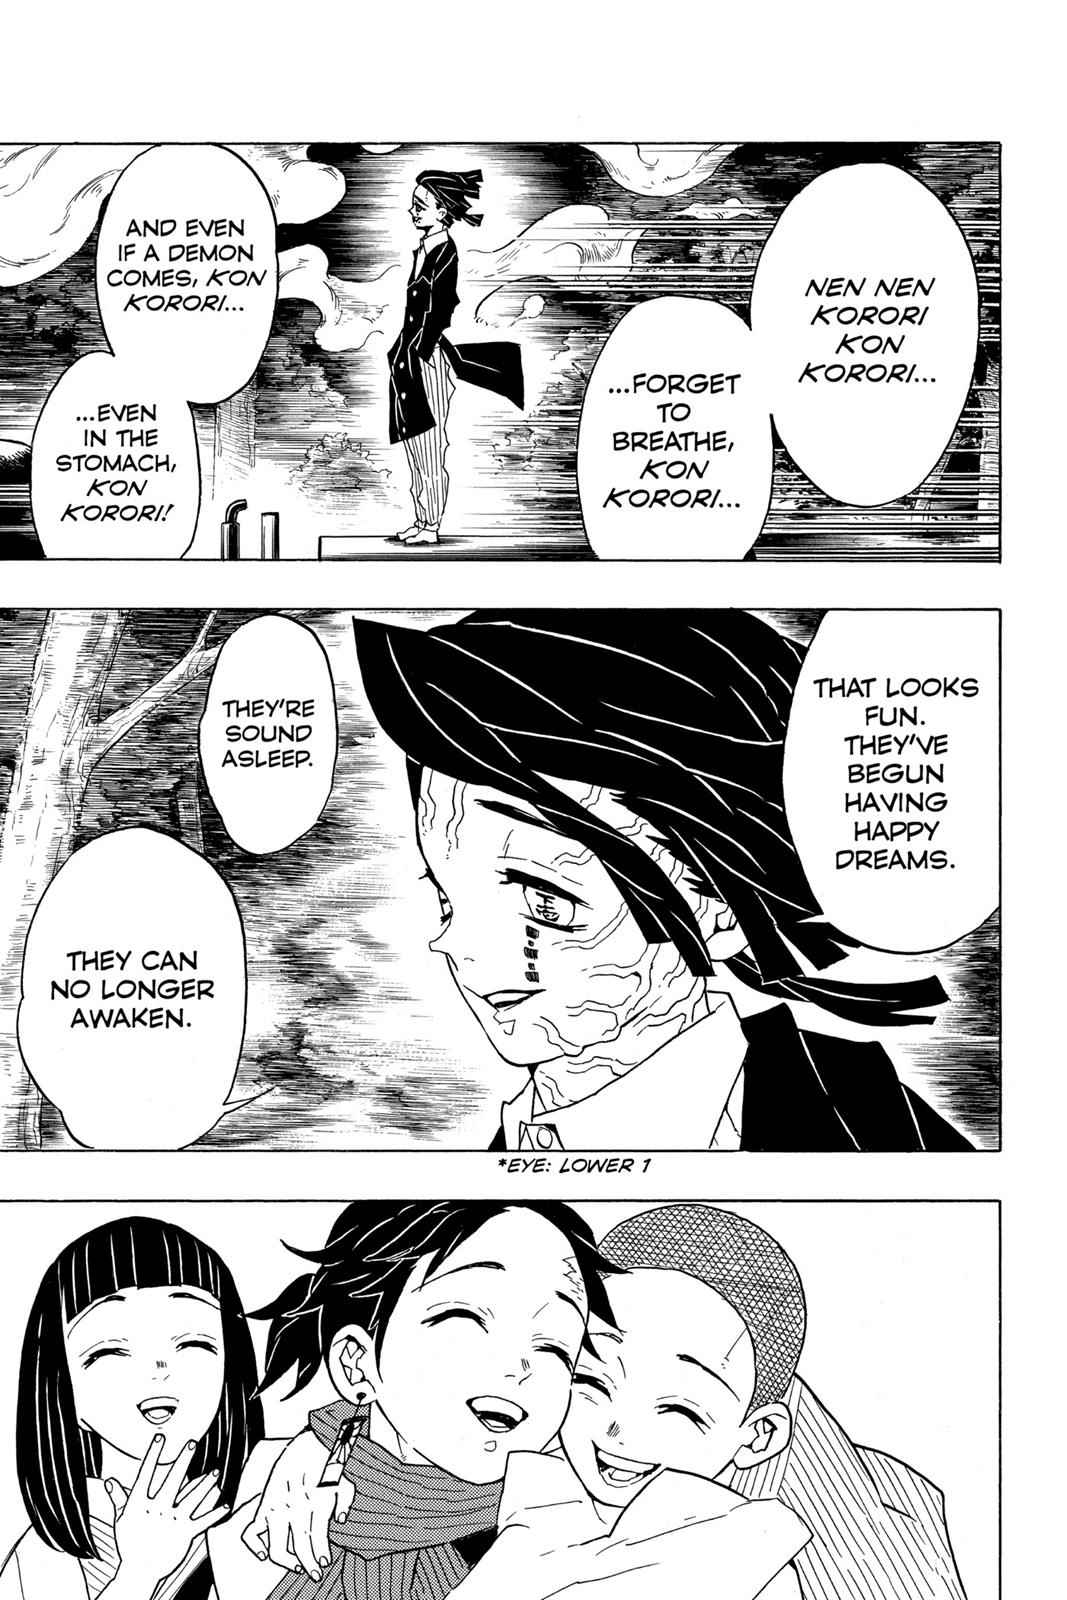 NEN NEN
KORORI
KON
KORORI...
...FORGET
TO
BREATHE,
KON
KORORI...
AND EVEN
IF A DEMON
COMES, KON
KORORI...
...EVEN
IN THE
STOMACH,
KON
KORORI!
THAT LOOKS
FUN.
THEY'VE
BEGUN
HAVING
HAPPY
DREAMS.
THEY'RE
SOUND
ASLEEP.
THEY CAN
NO LONGER
AWAKEN.
*EYE: LOWER 1